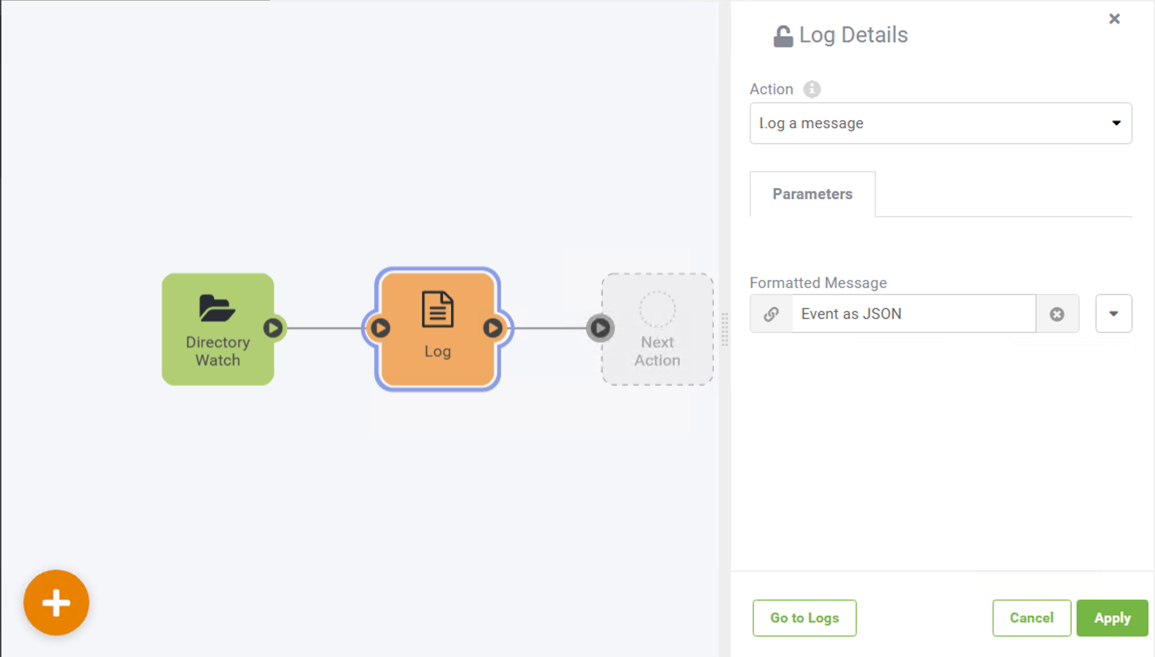 Log Details
Action
Log a message
Parameters
Formatted Message
Event as JSON
Directory
Watch
Log
Next
Action
Go to Logs
Cancel
Apply